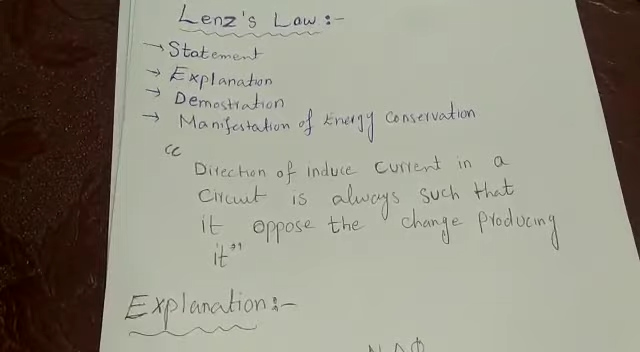 Lenz's Law :-
→ Statement
→ Explanation
→ Demostration
→ Manifestation of Energy Conservation
“ Direction of induce current in a
Circuit is always such that
it oppose the change producing
it”
Explanation:-
NΔΦ